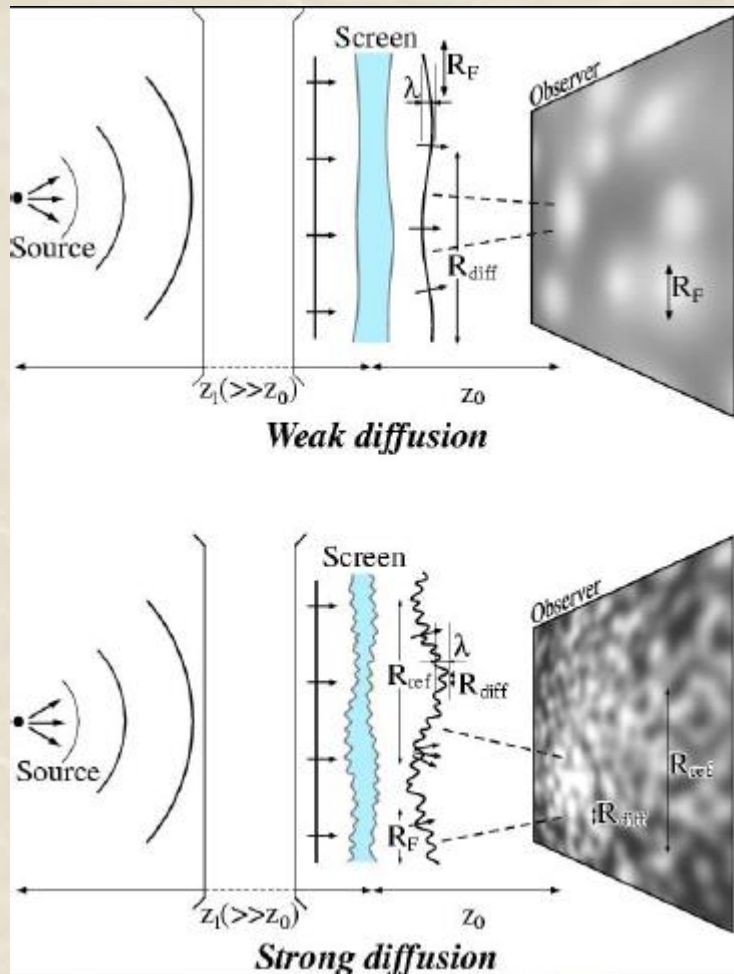 Screen
R_F
Observer
λ
Source
R_diff
R_F
z_1(>>z_0)
z_0
Weak diffusion
Screen
Observer
λ
R_ref
R_diff
Source
R_ref
R_diff
R_F
z_1(>>z_0)
z_0
Strong diffusion